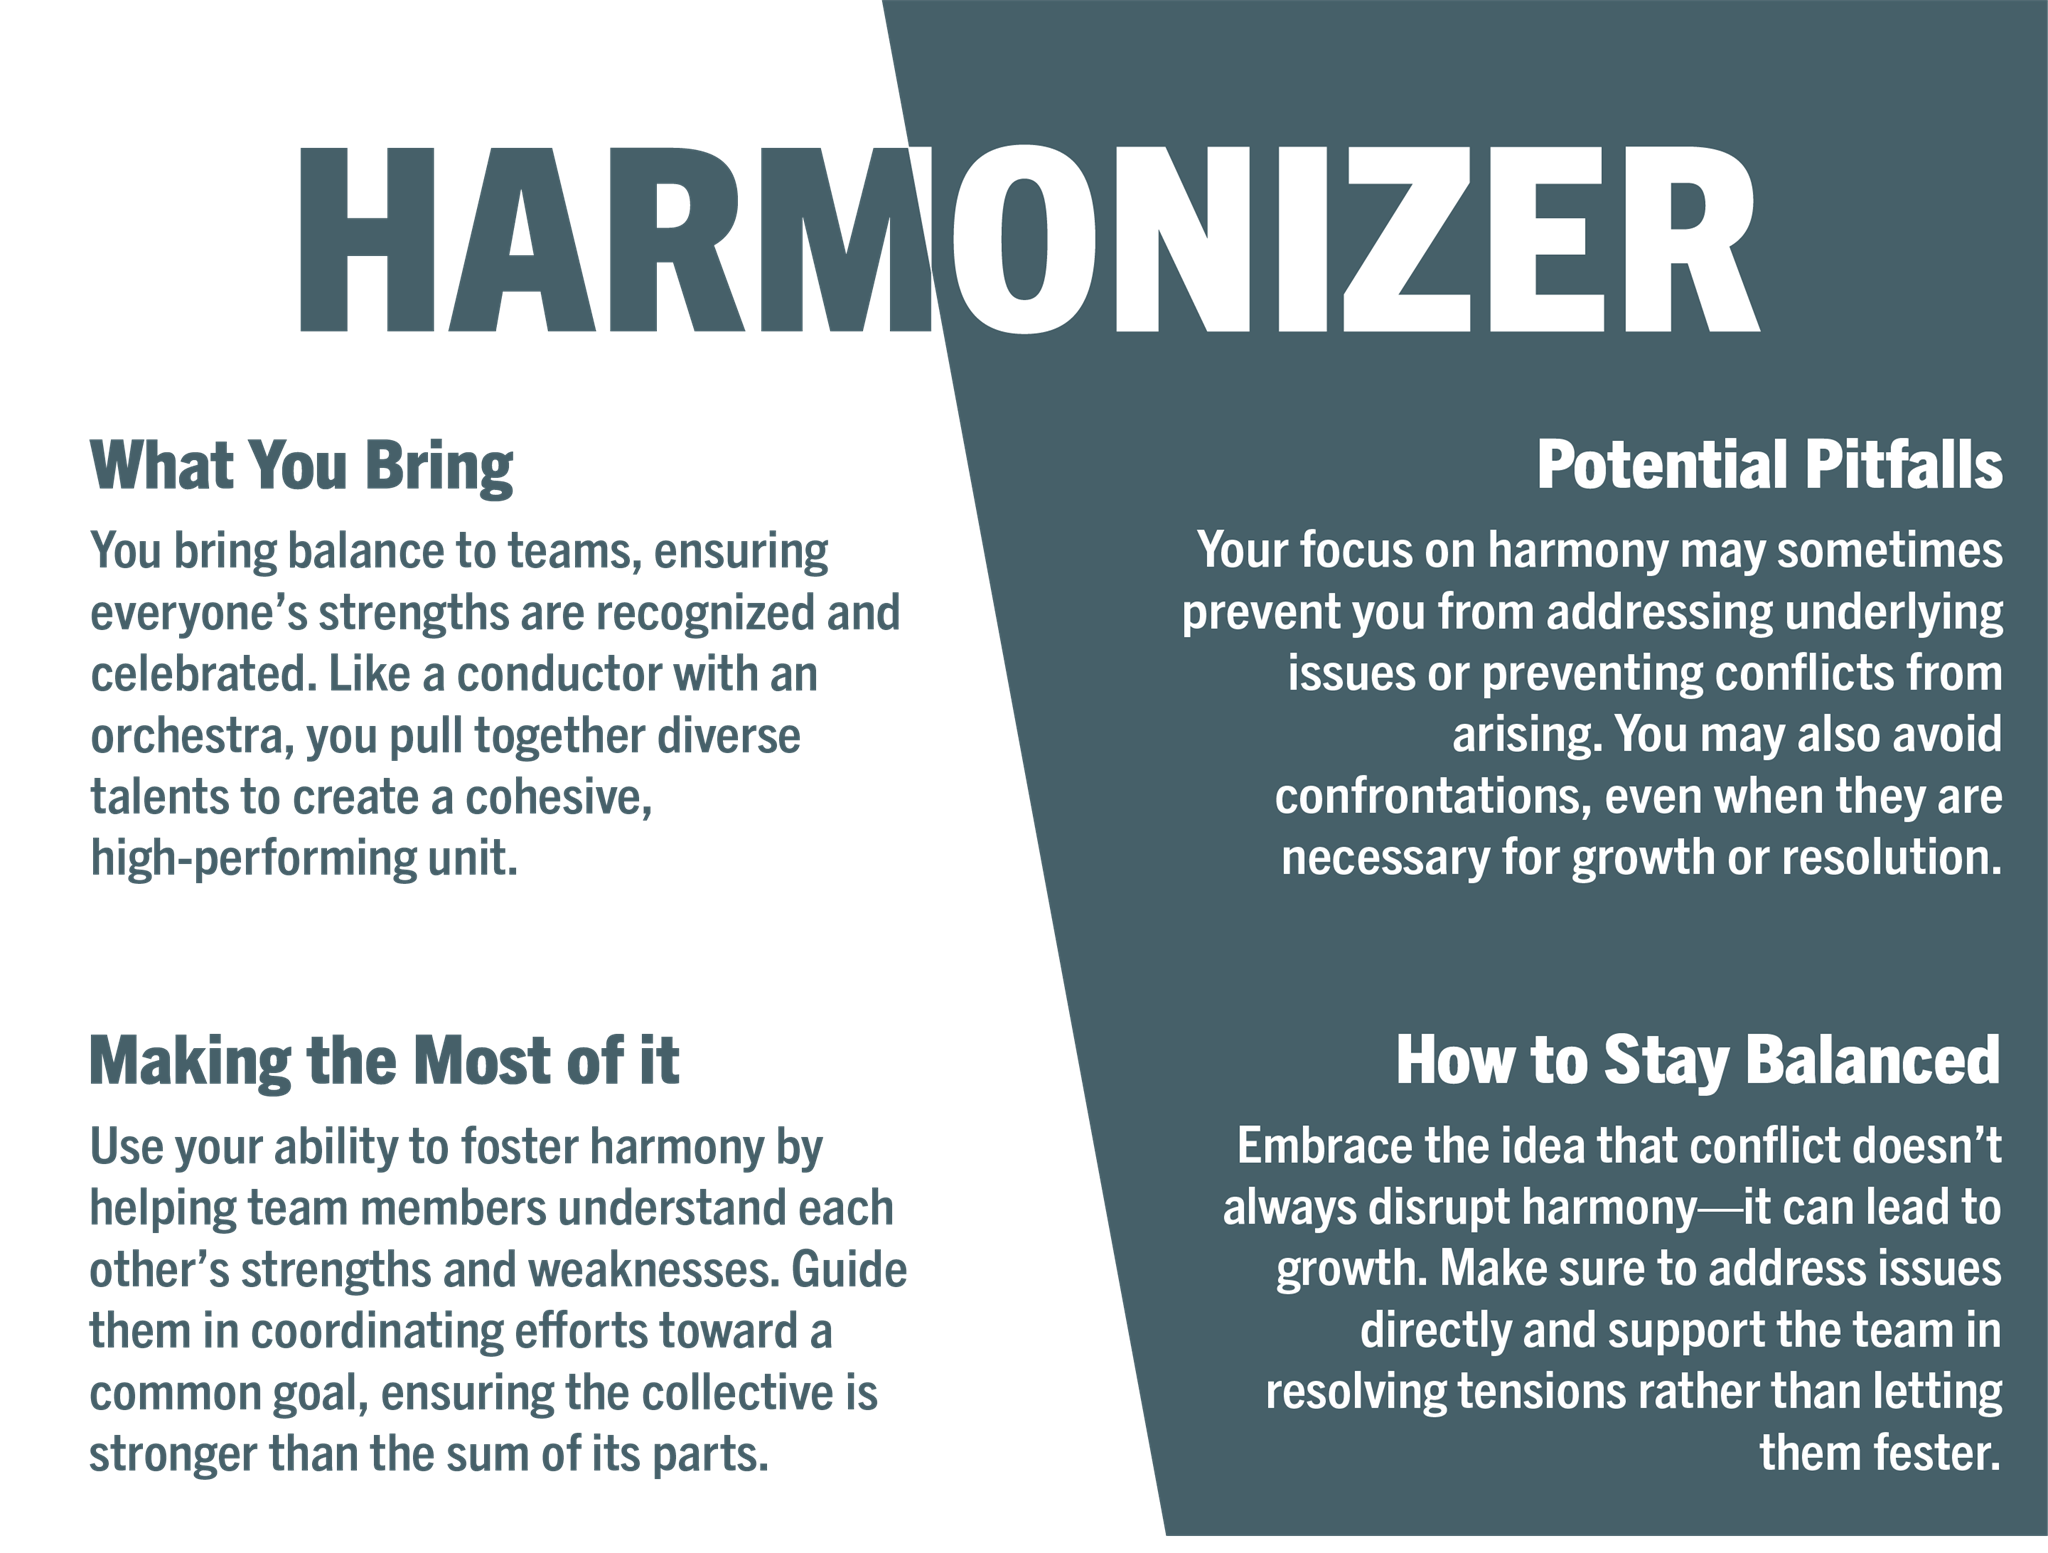 HARMONIZER
What You Bring
You bring balance to teams, ensuring
everyone’s strengths are recognized and
celebrated. Like a conductor with an
orchestra, you pull together diverse
talents to create a cohesive,
high-performing unit.
Potential Pitfalls
Your focus on harmony may sometimes
prevent you from addressing underlying
issues or preventing conflicts from
arising. You may also avoid
confrontations, even when they are
necessary for growth or resolution.
Making the Most of it
Use your ability to foster harmony by
helping team members understand each
other’s strengths and weaknesses. Guide
them in coordinating efforts toward a
common goal, ensuring the collective is
stronger than the sum of its parts.
How to Stay Balanced
Embrace the idea that conflict doesn’t
always disrupt harmony—it can lead to
growth. Make sure to address issues
directly and support the team in
resolving tensions rather than letting
them fester.